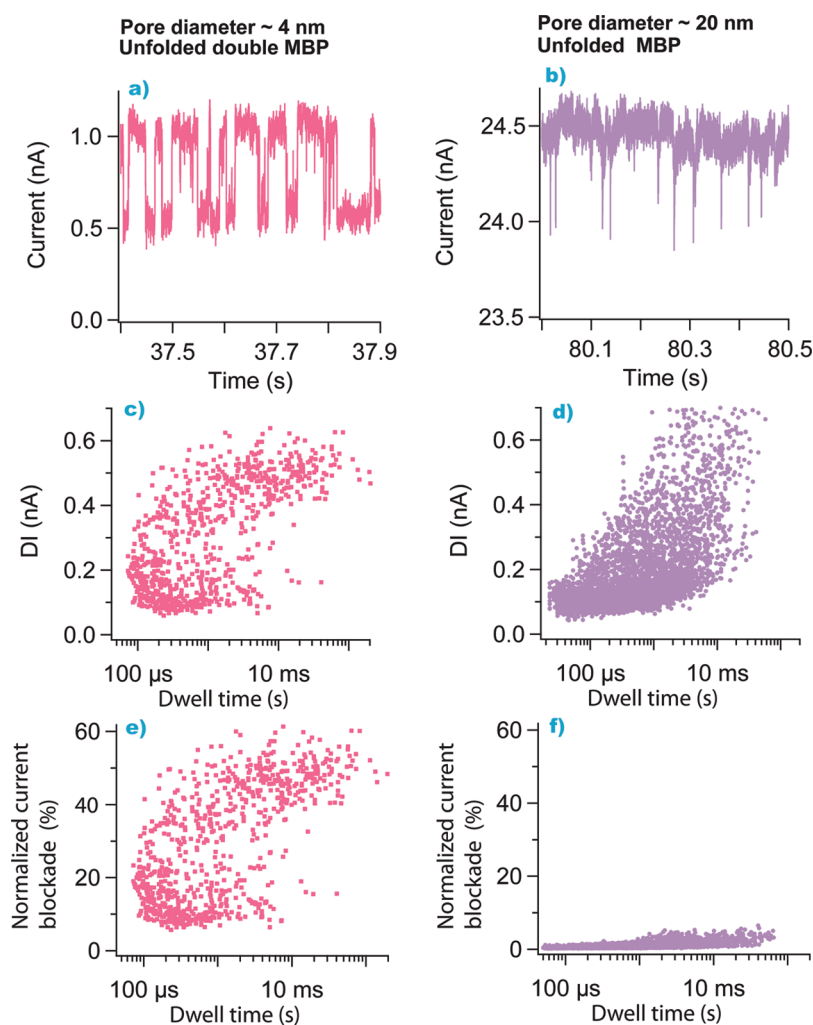 Pore diameter ~ 4 nm
Unfolded double MBP
Pore diameter ~ 20 nm
Unfolded MBP
a)
Current (nA)
1.0
0.5
0.0
37.5
37.7
37.9
Time (s)
b)
Current (nA)
24.5
24.0
23.5
80.1
80.3
80.5
Time (s)
c)
DI (nA)
0.6
0.4
0.2
0.0
100 µs
10 ms
Dwell time (s)
d)
DI (nA)
0.6
0.4
0.2
0.0
100 µs
10 ms
Dwell time (s)
e)
Normalized current
blockade (%)
60
40
20
0
100 µs
10 ms
Dwell time (s)
f)
Normalized current
blockade (%)
60
40
20
0
100 µs
10 ms
Dwell time (s)